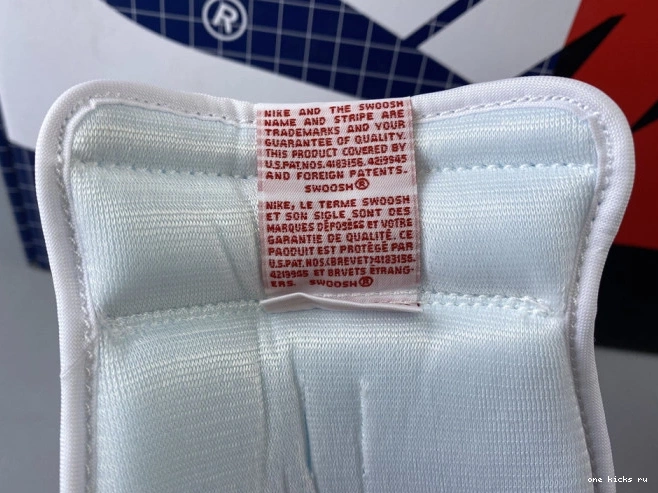 ®
NIKE AND THE SWOOSH
NAME AND STRIPE ARE
TRADEMARKS AND YOUR
GUARANTEE OF QUALITY.
THIS PRODUCT COVERED BY
U.S.PAT.NOS.4183156.4219945
AND FOREIGN PATENTS.
SWOOSH®
NIKE, LE TERME SWOOSH
ET SON SIGLE SONT DES
MARQUES DÉPOSÉES ET VOTRE
GARANTIE DE QUALITÉ. CE
PRODUIT EST PROTÉGÉ PAR
U.S.PAT.NOS.(BREVET)4183156.
4219945 ET BRVETS ÉTRANG-
ERS. SWOOSH®
one kicks ru